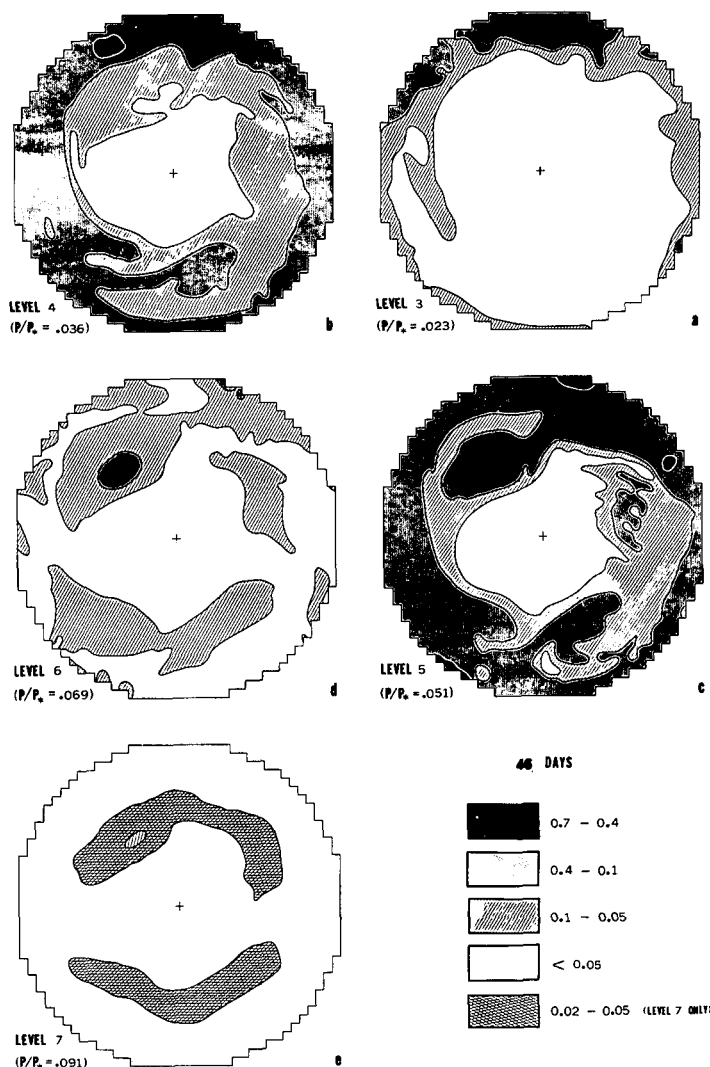 LEVEL 4
(P/P* = .036)
b
LEVEL 3
(P/P* = .023)
a
LEVEL 6
(P/P* = .069)
d
LEVEL 5
(P/P* = .051)
c
LEVEL 7
(P/P* = .091)
e
46 DAYS
0.7 – 0.4
0.4 – 0.1
0.1 – 0.05
< 0.05
0.02 – 0.05 (LEVEL 7 ONLY)